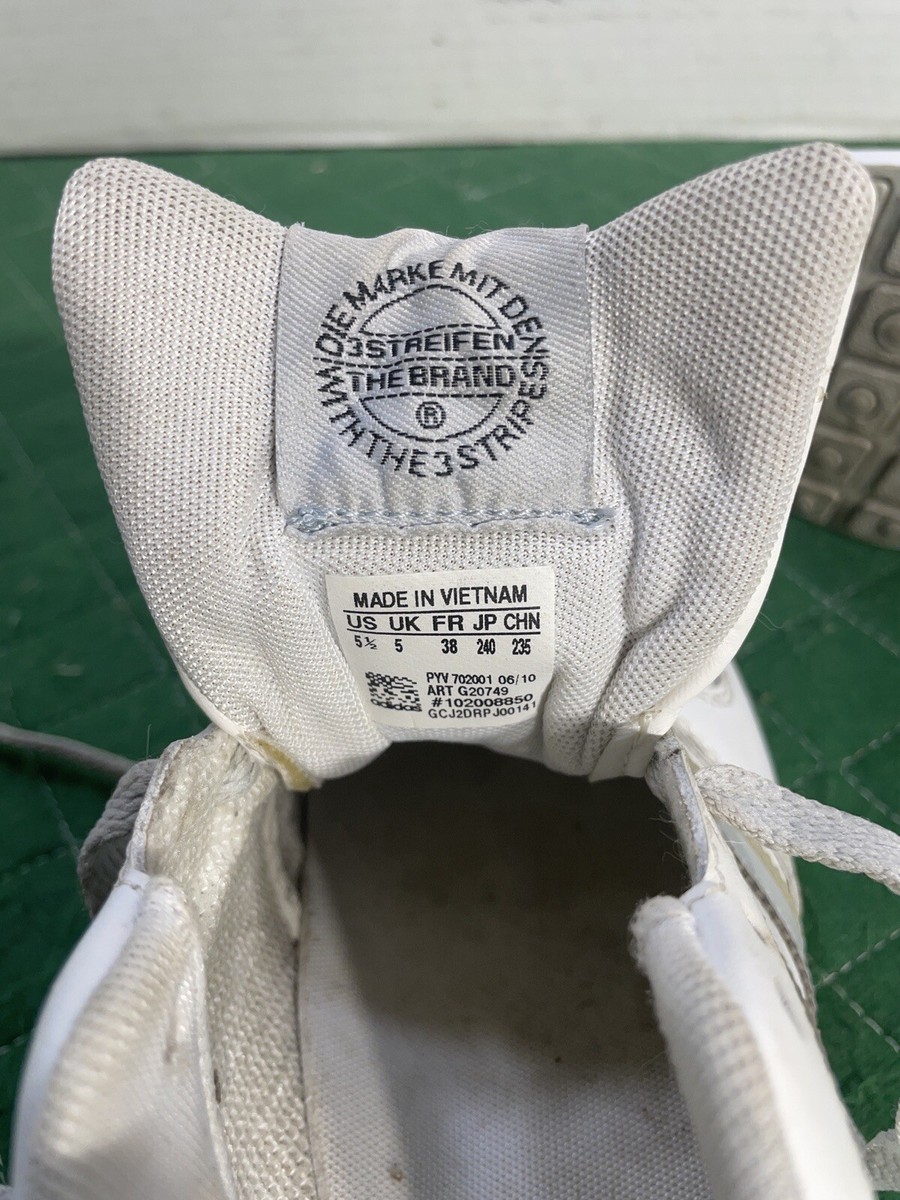 DIE MARKE MIT DEN
3STREIFEN
THE BRAND
®
WITH THE 3 STRIPES
MADE IN VIETNAM
US UK FR JP CHN
5½ 5 38 240 235
PYV 702001 06/10
ART G20749
#102008850
GCJ2DRPJ00141